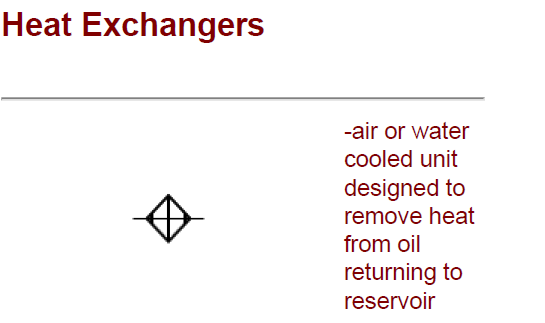 Heat Exchangers
-air or water
cooled unit
designed to
remove heat
from oil
returning to
reservoir